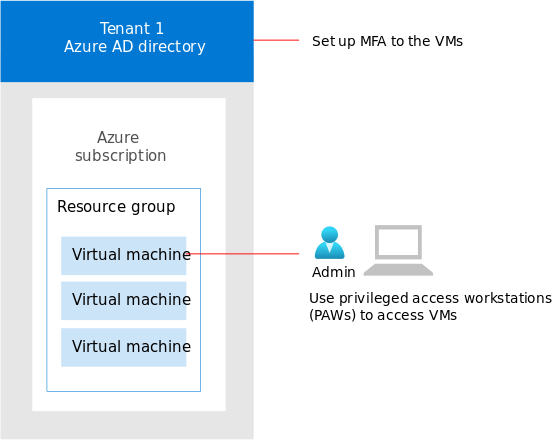 Tenant 1
Azure AD directory
Set up MFA to the VMs
Azure
subscription
Resource group
Virtual machine
Virtual machine
Virtual machine
Admin
Use privileged access workstations
(PAWs) to access VMs